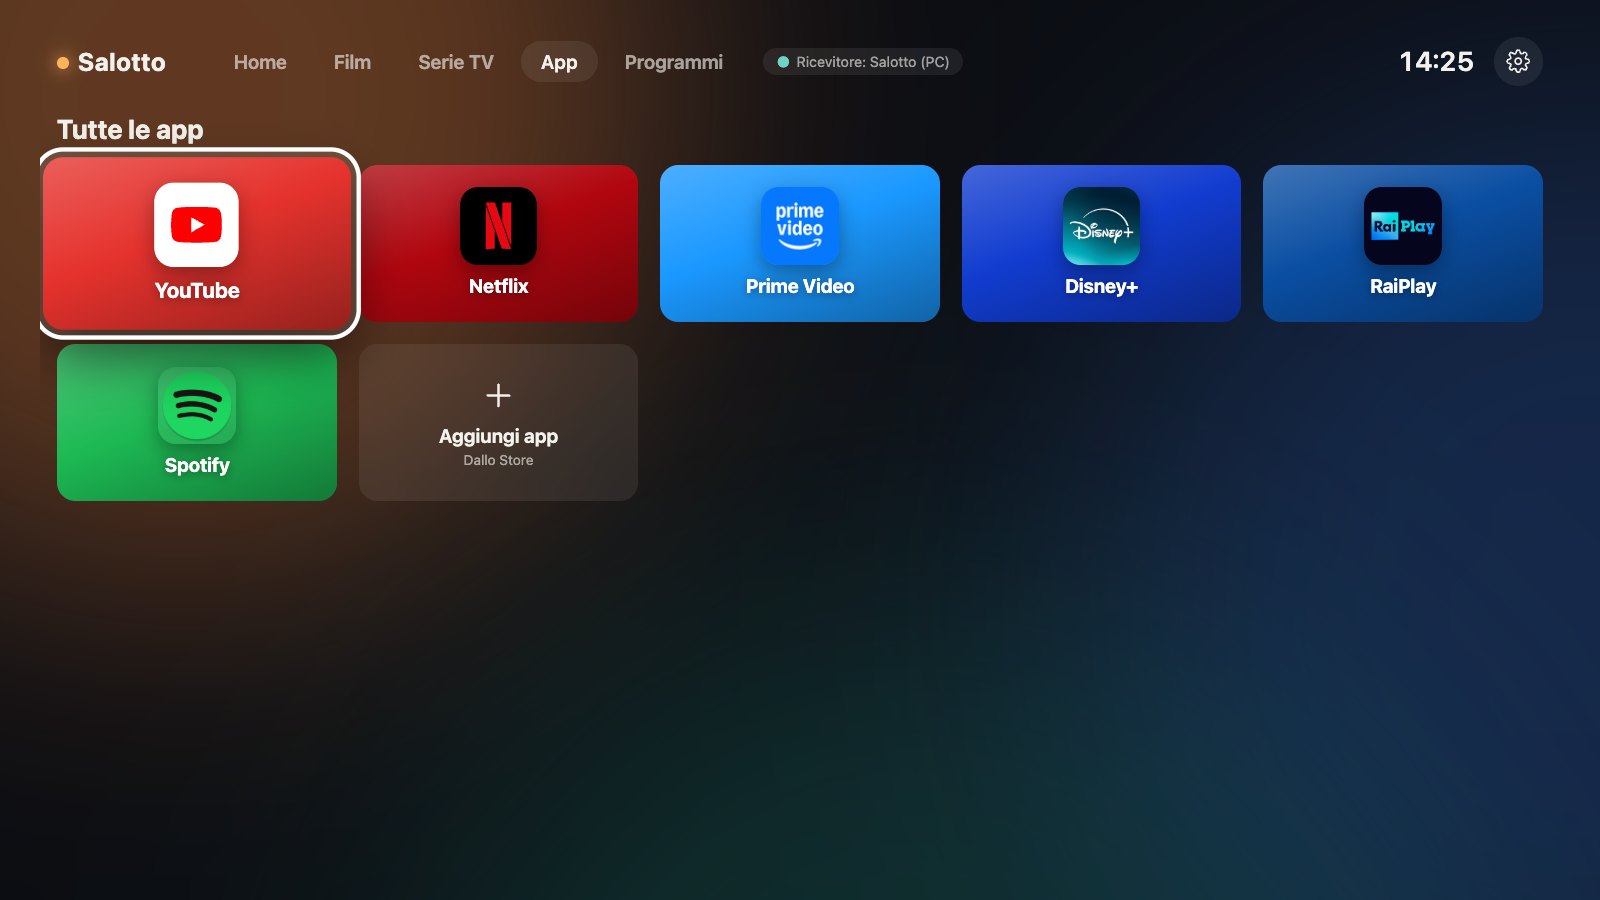 Salotto
Home
Film
Serie TV
App
Programmi
Ricevitore: Salotto (PC)
14:25
Tutte le app
YouTube
N
Netflix
prime
video
Prime Video
Disney+
Disney+
Rai Play
RaiPlay
Spotify
Aggiungi app
Dallo Store